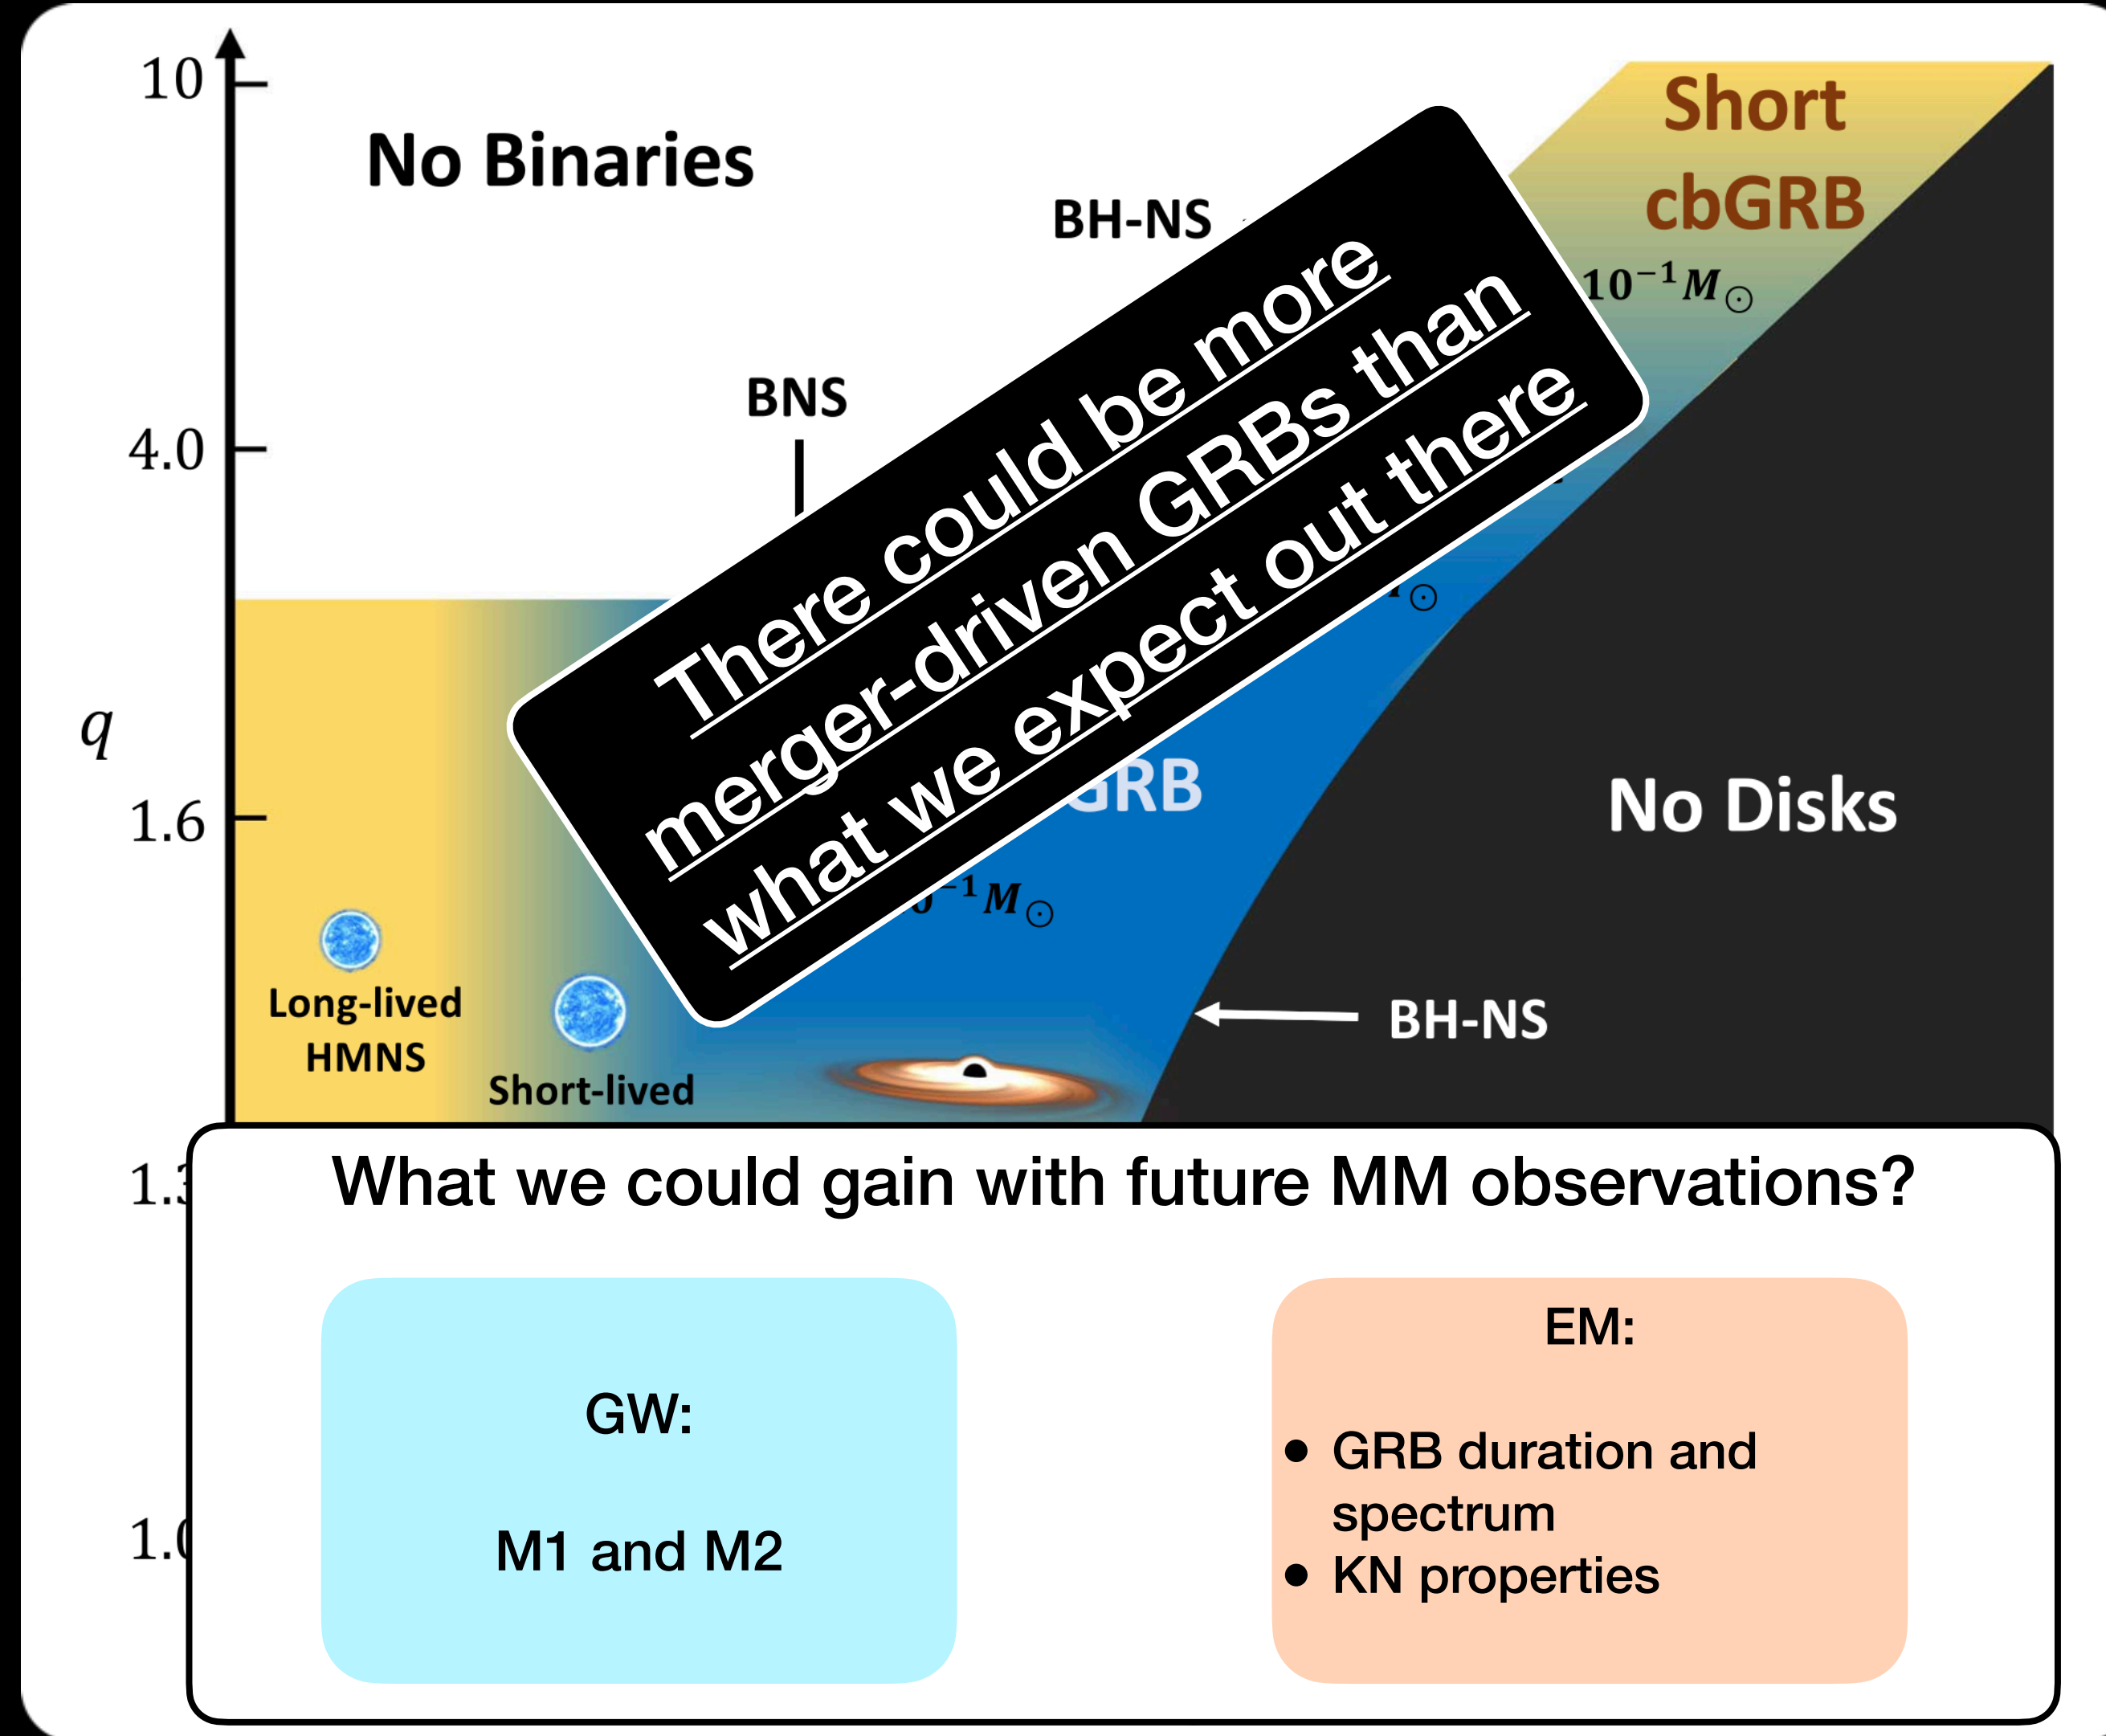 10
Short
cbGRB
No Binaries
BH-NS
10⁻¹M⊙
BNS
4.0
There could be more
merger-driven GRBs than
what we expect out there
q
GRB
No Disks
1.6
⁻¹M⊙
Long-lived
HMNS
BH-NS
Short-lived
What we could gain with future MM observations?
GW:
M1 and M2
EM:
● GRB duration and
spectrum
● KN properties